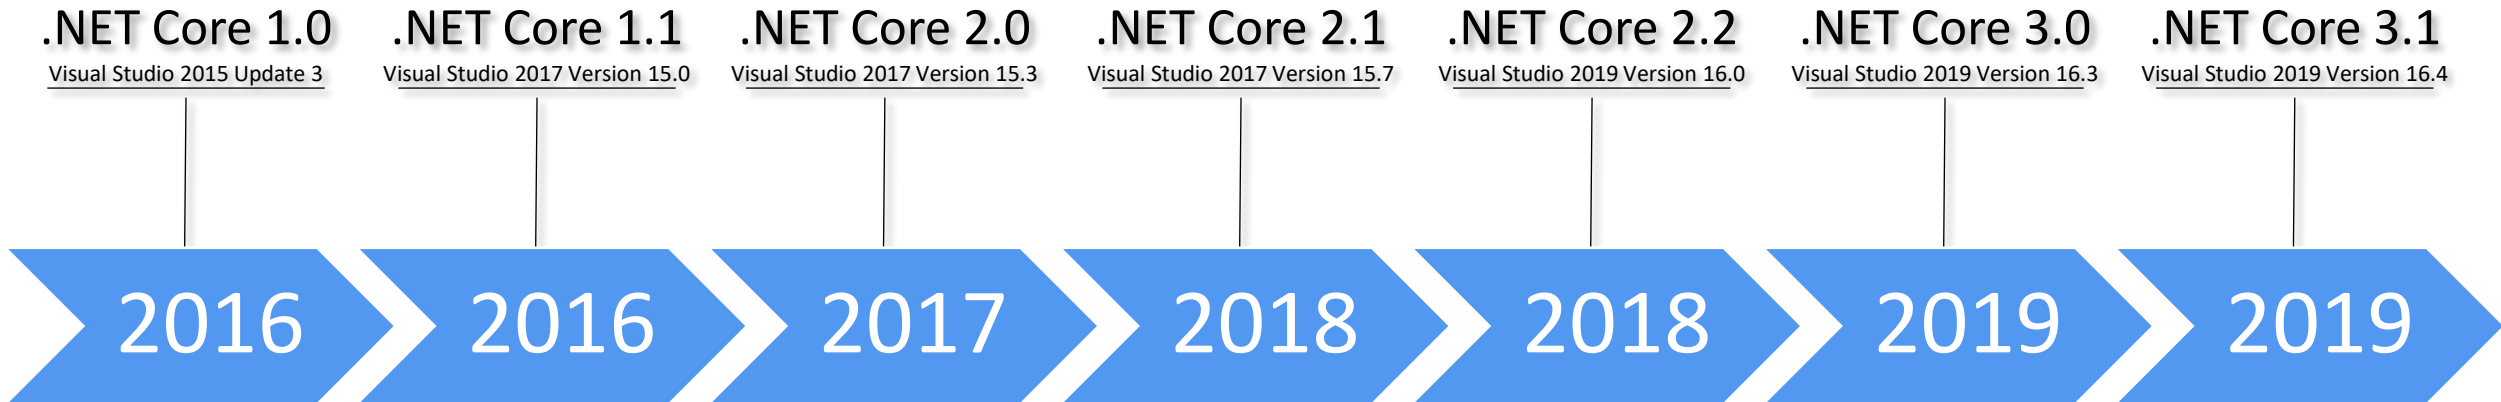 .NET Core 1.0
Visual Studio 2015 Update 3
.NET Core 1.1
Visual Studio 2017 Version 15.0
.NET Core 2.0
Visual Studio 2017 Version 15.3
.NET Core 2.1
Visual Studio 2017 Version 15.7
.NET Core 2.2
Visual Studio 2019 Version 16.0
.NET Core 3.0
Visual Studio 2019 Version 16.3
.NET Core 3.1
Visual Studio 2019 Version 16.4
2016
2016
2017
2018
2018
2019
2019